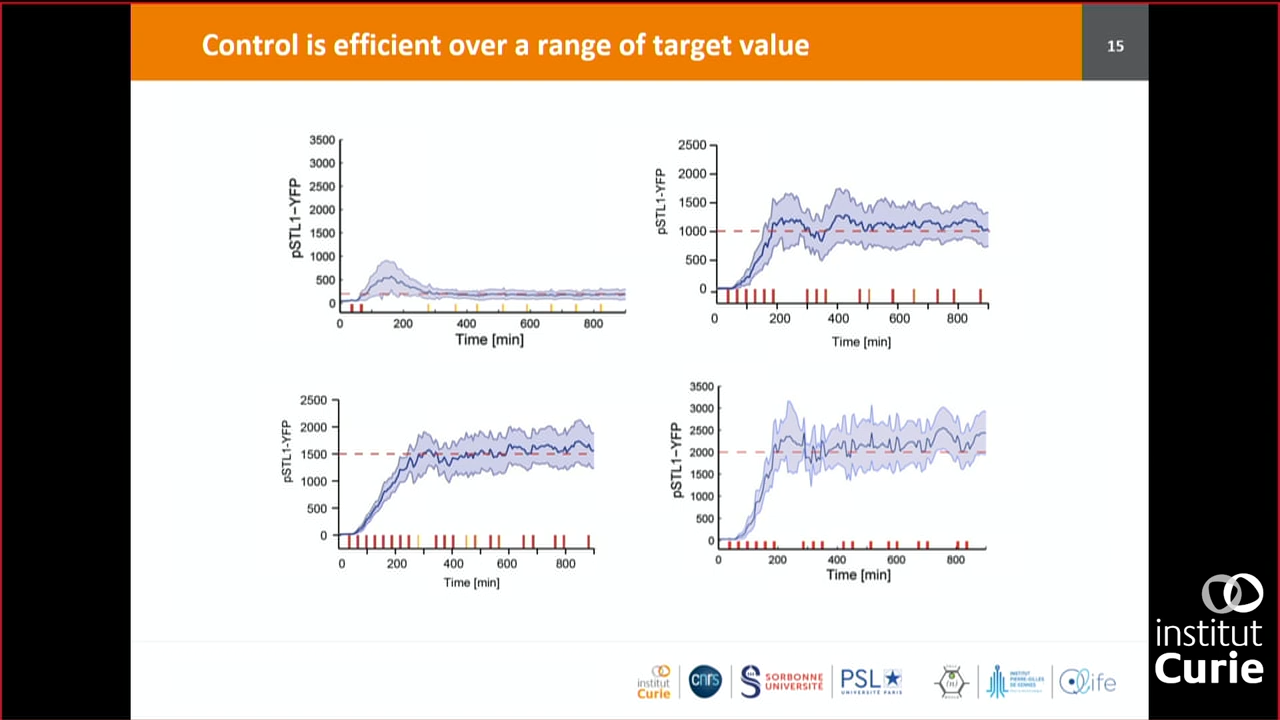 Control is efficient over a range of target value
15
3500
3000
2500
2000
1500
1000
500
0
pSTL1−YFP
0 200 400 600 800
Time [min]
2500
2000
1500
1000
500
0
pSTL1-YFP
0 200 400 600 800
Time [min]
2500
2000
1500
1000
500
0
pSTL1-YFP
0 200 400 600 800
Time [min]
3500
3000
2500
2000
1500
1000
500
0
pSTL1−YFP
0 200 400 600 800
Time [min]
institut
Curie
cnrs
SORBONNE
UNIVERSITÉ
PSL
UNIVERSITÉ PARIS
INSTITUT
PIERRE-GILLES
DE GENNES
life
institut
Curie